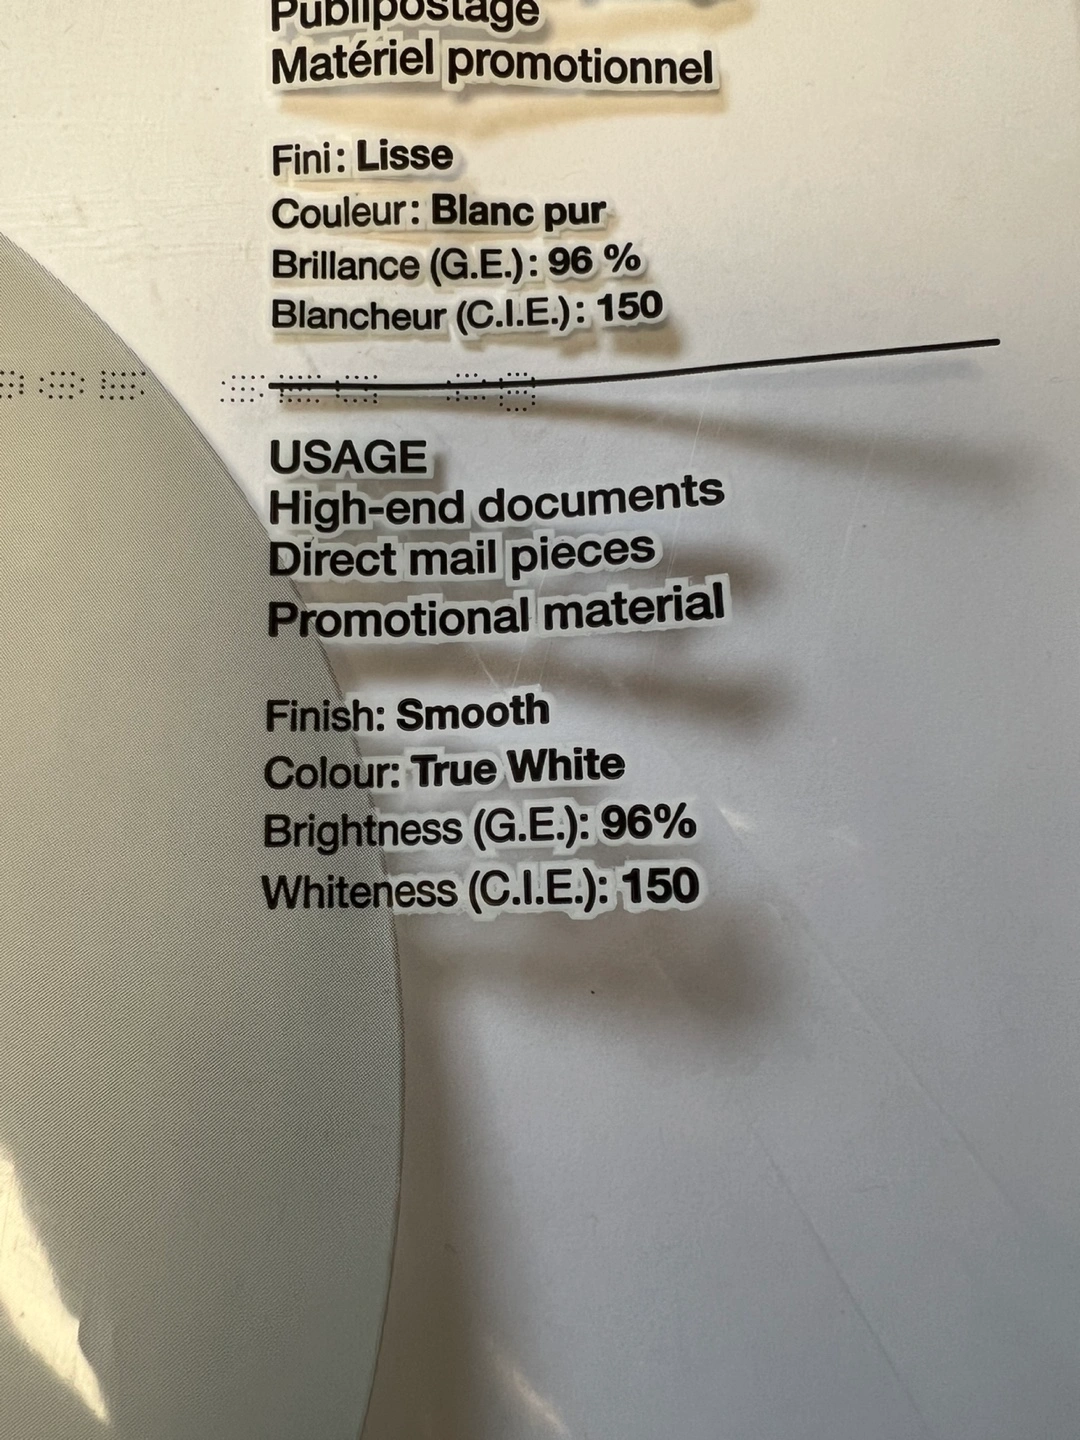 Publipostage
Matériel promotionnel
Fini : Lisse
Couleur : Blanc pur
Brillance (G.E.) : 96 %
Blancheur (C.I.E.) : 150
USAGE
High-end documents
Direct mail pieces
Promotional material
Finish: Smooth
Colour: True White
Brightness (G.E.): 96%
Whiteness (C.I.E.): 150